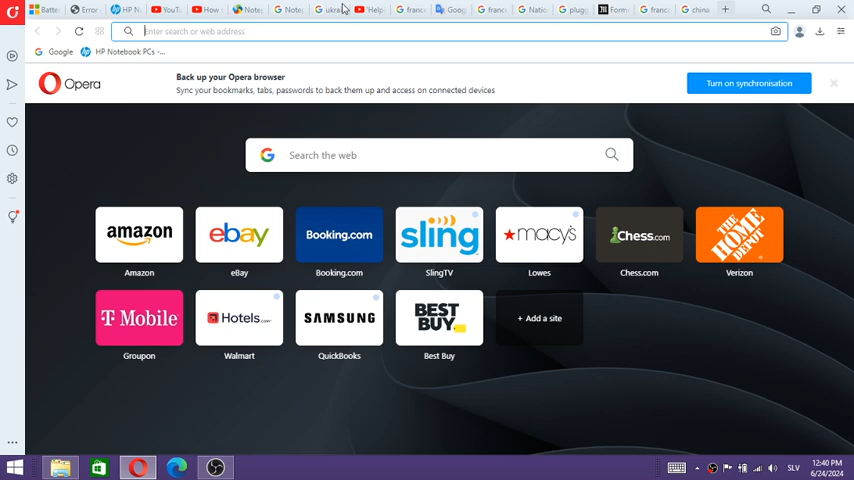 Batte
Error
HP N
YouTu
How t
Notep
Notep
ukra
'Help
franc
Goog
franc
Natio
plug
Form
franc
china
Enter search or web address
Google
HP Notebook PCs -...
Opera
Back up your Opera browser
Sync your bookmarks, tabs, passwords to back them up and access on connected devices
Turn on synchronisation
Search the web
amazon
ebay
Booking.com
sling
macy's
Chess.com
THE HOME DEPOT
Amazon
eBay
Booking.com
SlingTV
Lowes
Chess.com
Verizon
T Mobile
Hotels.com
SAMSUNG
BEST BUY
+ Add a site
Groupon
Walmart
QuickBooks
Best Buy
SLV
12:40 PM
6/24/2024